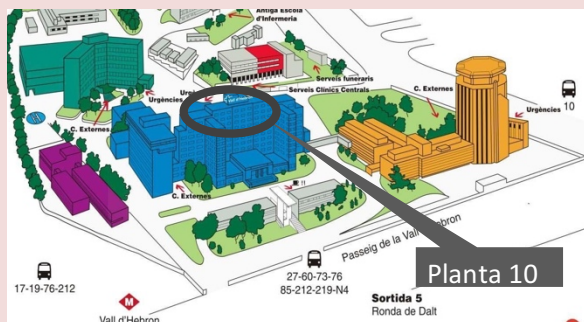 Antiga Escola
d'Infermeria
Serveis funeraris
Serveis Clínics Centrals
Urgències
C. Externes
C. Externes
C. Externes
Urgències
10
Passeig de la Vall d'Hebron
Planta 10
17-19-76-212
27-60-73-76
85-212-219-N4
Sortida 5
Ronda de Dalt
M
Vall d'Hebron